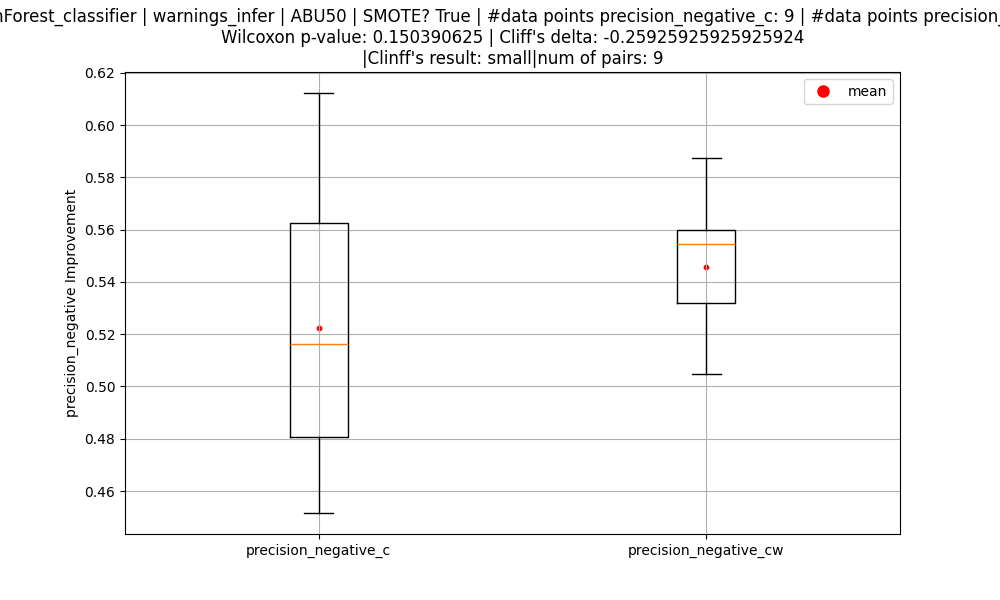 nForest_classifier | warnings_infer | ABU50 | SMOTE? True | #data points precision_negative_c: 9 | #data points precision_
Wilcoxon p-value: 0.150390625 | Cliff's delta: -0.25925925925925924
|Clinff's result: small|num of pairs: 9
mean
0.62
0.60
0.58
0.56
0.54
0.52
0.50
0.48
0.46
precision_negative Improvement
precision_negative_c
precision_negative_cw